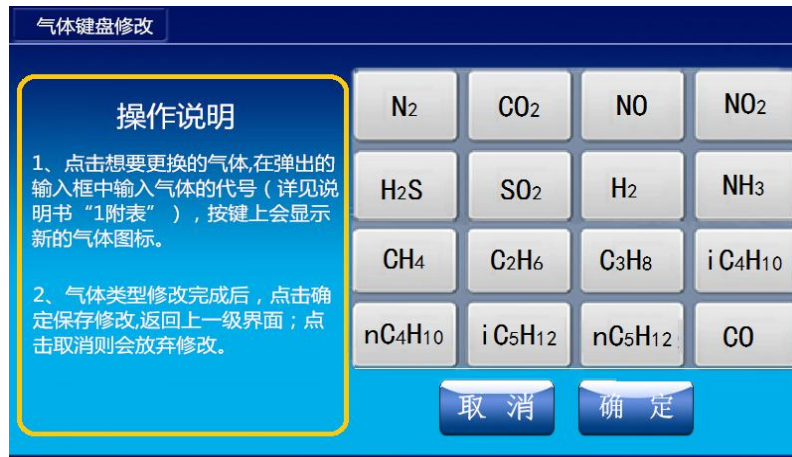 气体键盘修改
操作说明
1、点击想要更换的气体,在弹出的
输入框中输入气体的代号（详见说
明书“1附表”），按键上会显示
新的气体图标。
2、气体类型修改完成后，点击确
定保存修改,返回上一级界面；点
击取消则会放弃修改。
N2 CO2 NO NO2
H2S SO2 H2 NH3
CH4 C2H6 C3H8 iC4H10
nC4H10 iC5H12 nC5H12 CO
取消 确定